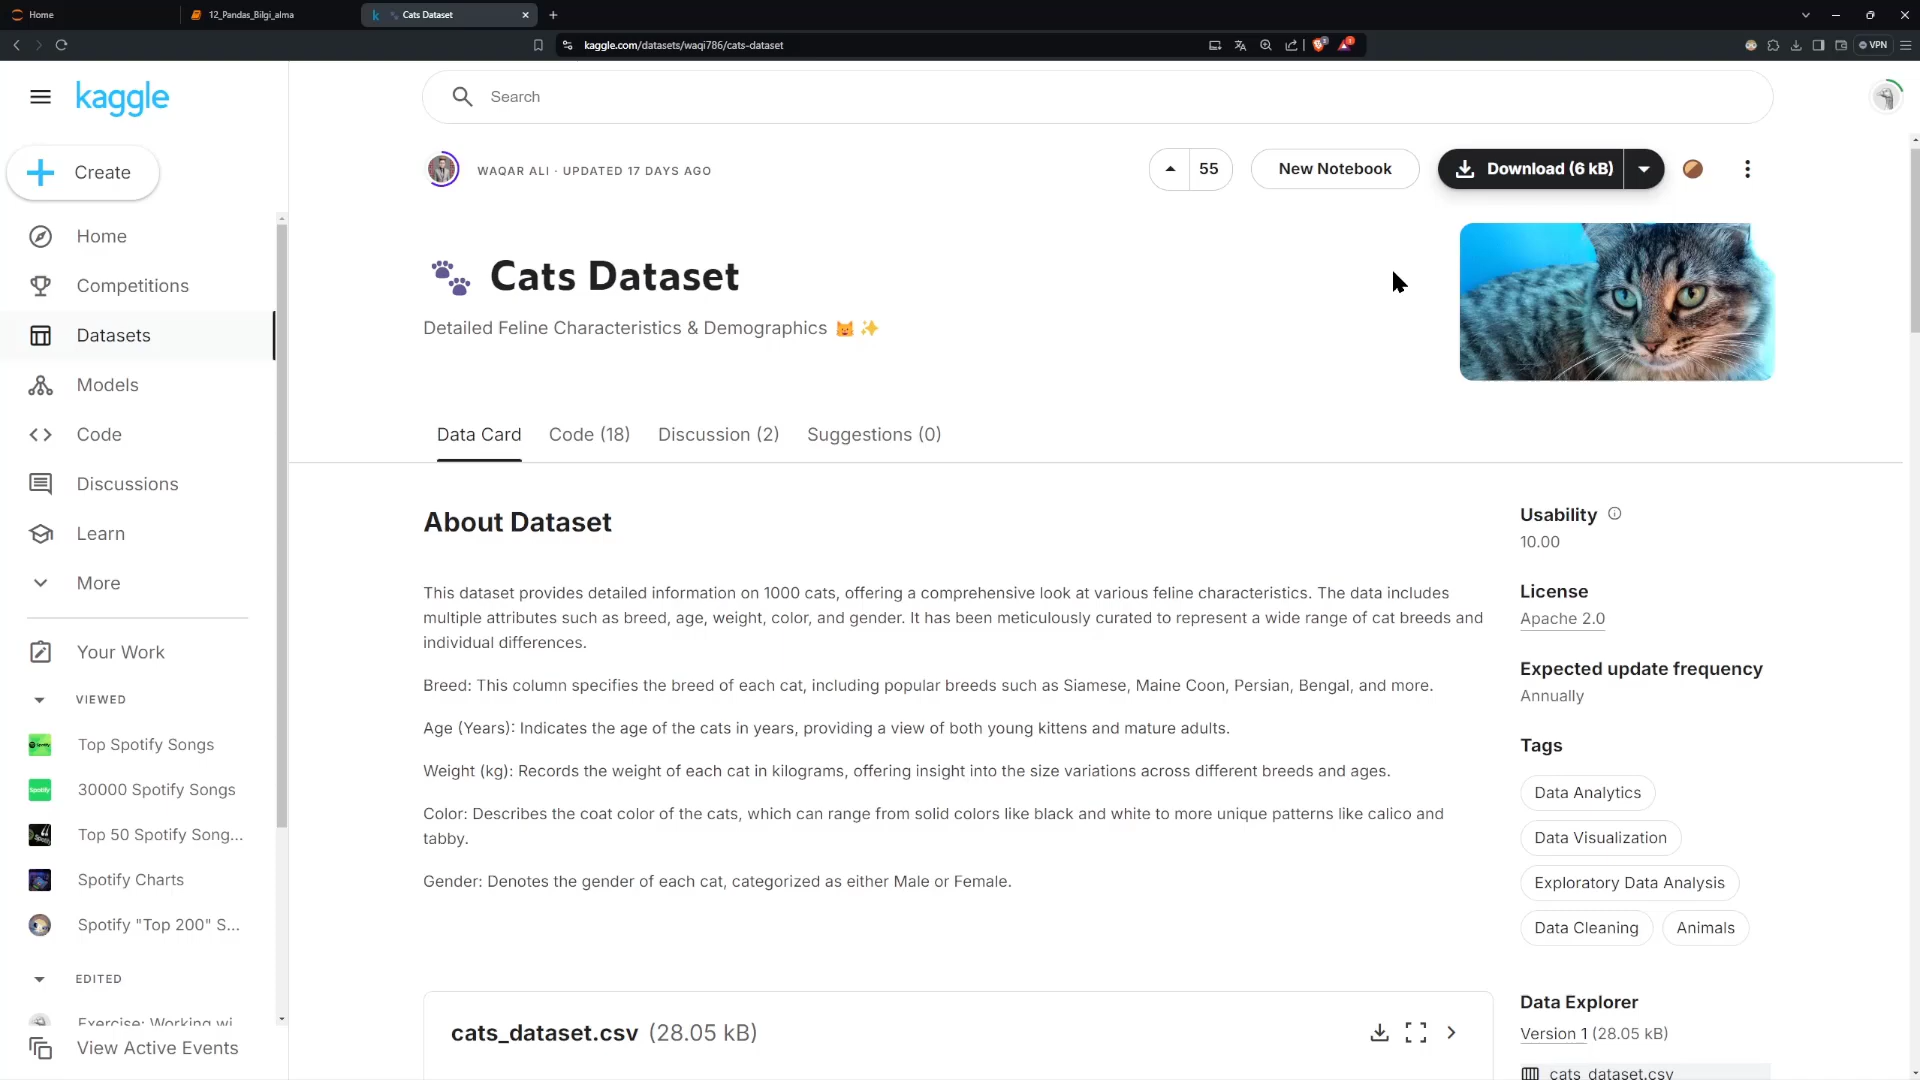 Home
12_Pandas_Bilgi_alma
Cats Dataset
kaggle.com/datasets/waqi786/cats-dataset
VPN
kaggle
Search
Create
Home
Competitions
Datasets
Models
Code
Discussions
Learn
More
Your Work
VIEWED
Top Spotify Songs
30000 Spotify Songs
Top 50 Spotify Song...
Spotify Charts
Spotify "Top 200" S...
EDITED
Exercise: Working wi
View Active Events
WAQAR ALI · UPDATED 17 DAYS AGO
55
New Notebook
Download (6 kB)
Cats Dataset
Detailed Feline Characteristics & Demographics 😺 ✨
Data Card
Code (18)
Discussion (2)
Suggestions (0)
About Dataset
This dataset provides detailed information on 1000 cats, offering a comprehensive look at various feline characteristics. The data includes
multiple attributes such as breed, age, weight, color, and gender. It has been meticulously curated to represent a wide range of cat breeds and
individual differences.
Breed: This column specifies the breed of each cat, including popular breeds such as Siamese, Maine Coon, Persian, Bengal, and more.
Age (Years): Indicates the age of the cats in years, providing a view of both young kittens and mature adults.
Weight (kg): Records the weight of each cat in kilograms, offering insight into the size variations across different breeds and ages.
Color: Describes the coat color of the cats, which can range from solid colors like black and white to more unique patterns like calico and
tabby.
Gender: Denotes the gender of each cat, categorized as either Male or Female.
cats_dataset.csv (28.05 kB)
Usability
10.00
License
Apache 2.0
Expected update frequency
Annually
Tags
Data Analytics
Data Visualization
Exploratory Data Analysis
Data Cleaning
Animals
Data Explorer
Version 1 (28.05 kB)
cats_dataset.csv